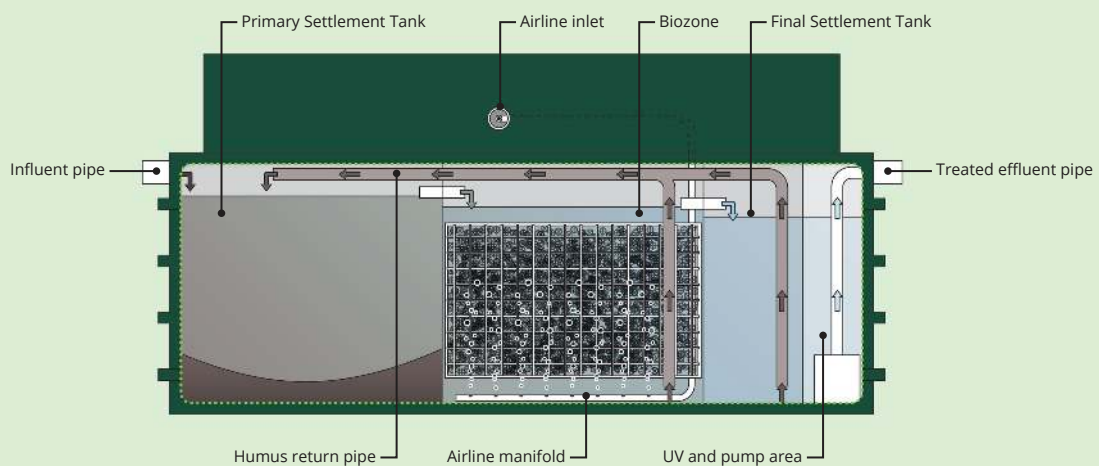 Primary Settlement Tank
Airline inlet
Biozone
Final Settlement Tank
Influent pipe
Treated effluent pipe
Humus return pipe
Airline manifold
UV and pump area